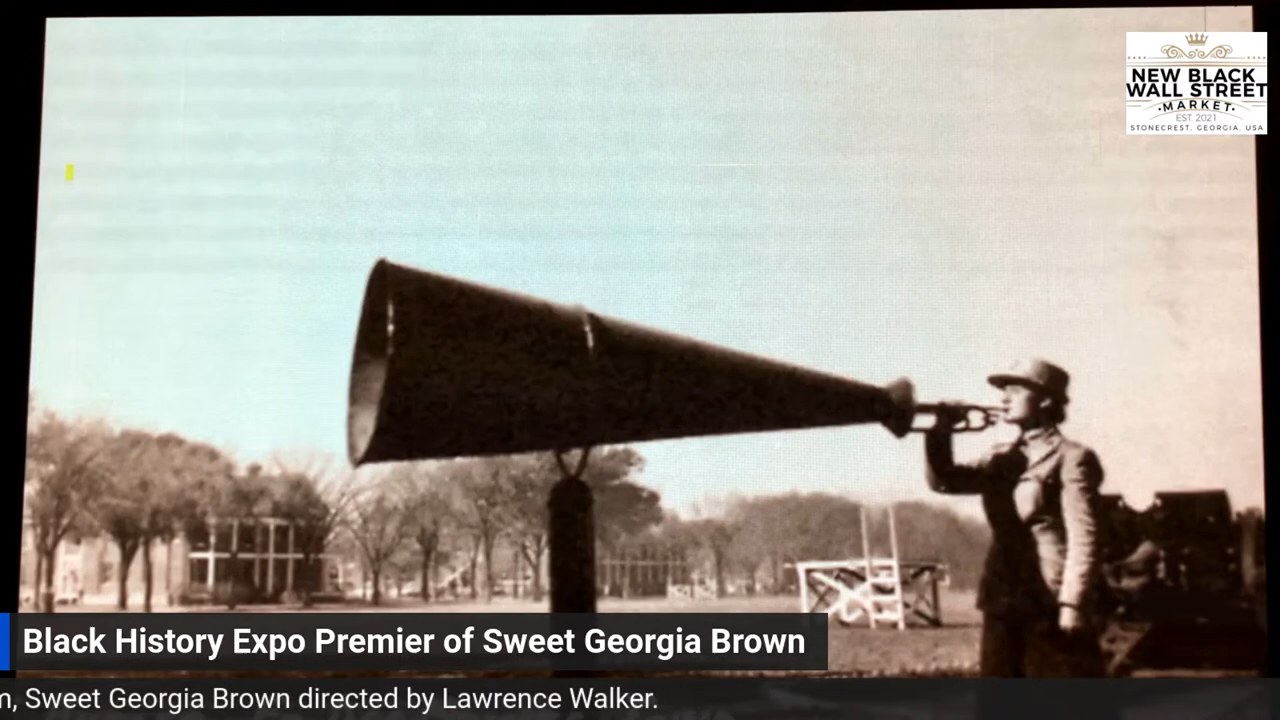 NEW BLACK
WALL STREET
·MARKET·
EST. 2021
STONECREST, GEORGIA, USA
Black History Expo Premier of Sweet Georgia Brown
m, Sweet Georgia Brown directed by Lawrence Walker.